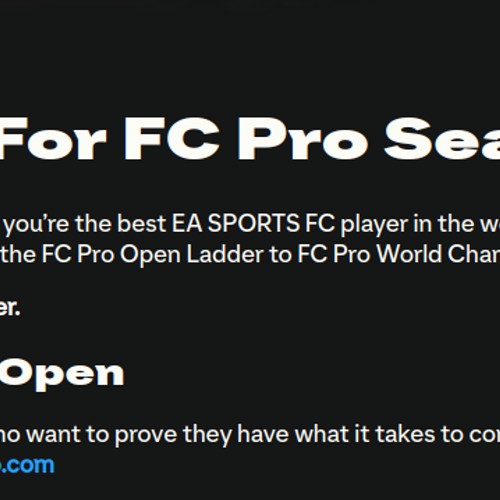 For FC Pro Sea
you're the best EA SPORTS FC player in the w
the FC Pro Open Ladder to FC Pro World Cham
er.
Open
ho want to prove they have what it takes to co
.com